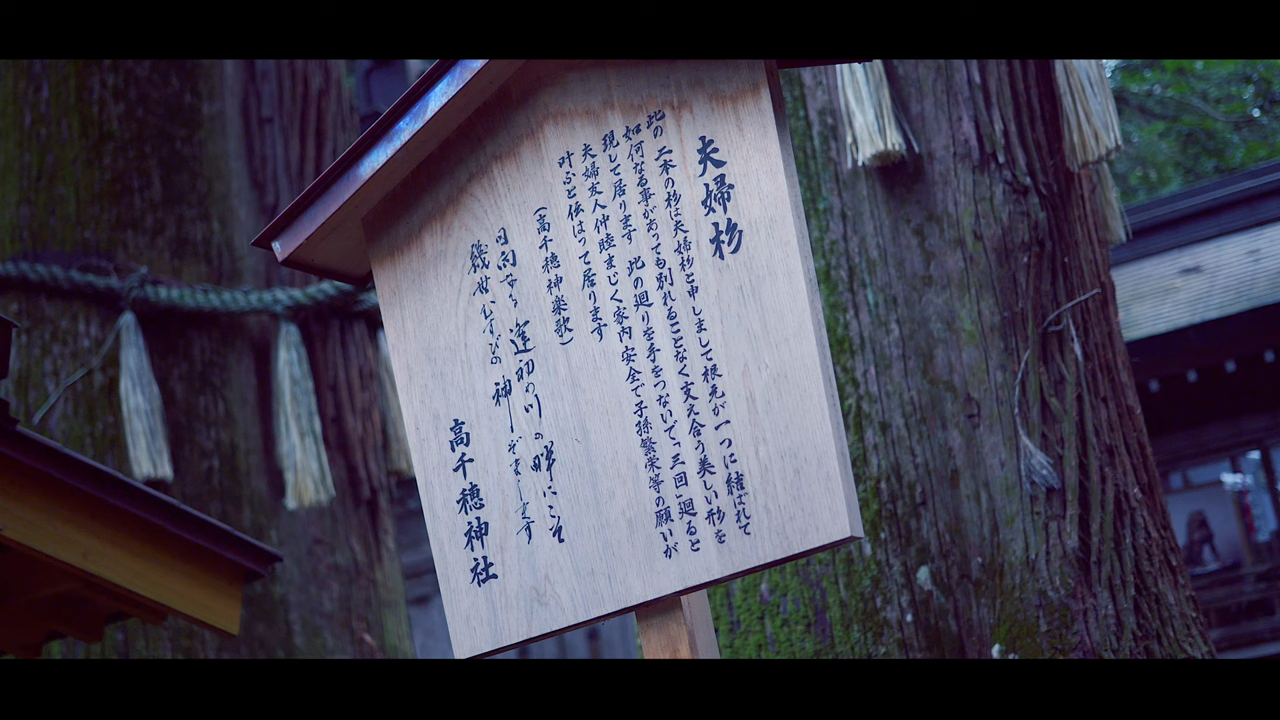 夫婦杉
此の二本の杉は夫婦杉と申しまして根元が一つに結ばれて
如何なる事があっても別れることなく支え合う美しい形を
現して居ります 此の廻りを手をつないで「三回」廻ると
夫婦友人仲睦まじく家内安全で子孫繁栄等の願いが
叶ふと伝はって居ります
(高千穂神楽歌)
日向なる逢初め川の畔にこそ
幾世むすびの神ぞまします
高千穂神社